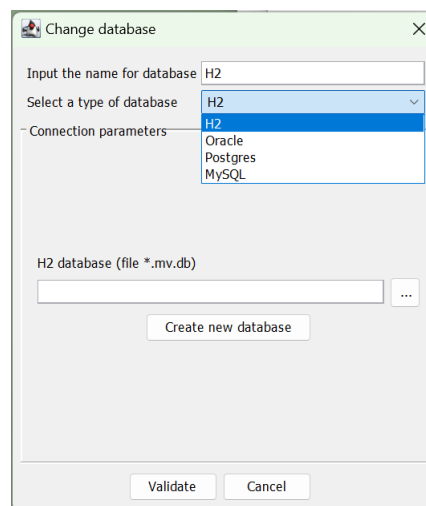 Change database
Input the name for database H2
Select a type of database H2
H2
Connection parameters
Oracle
Postgres
MySQL
H2 database (file *.mv.db)
...
Create new database
Validate Cancel